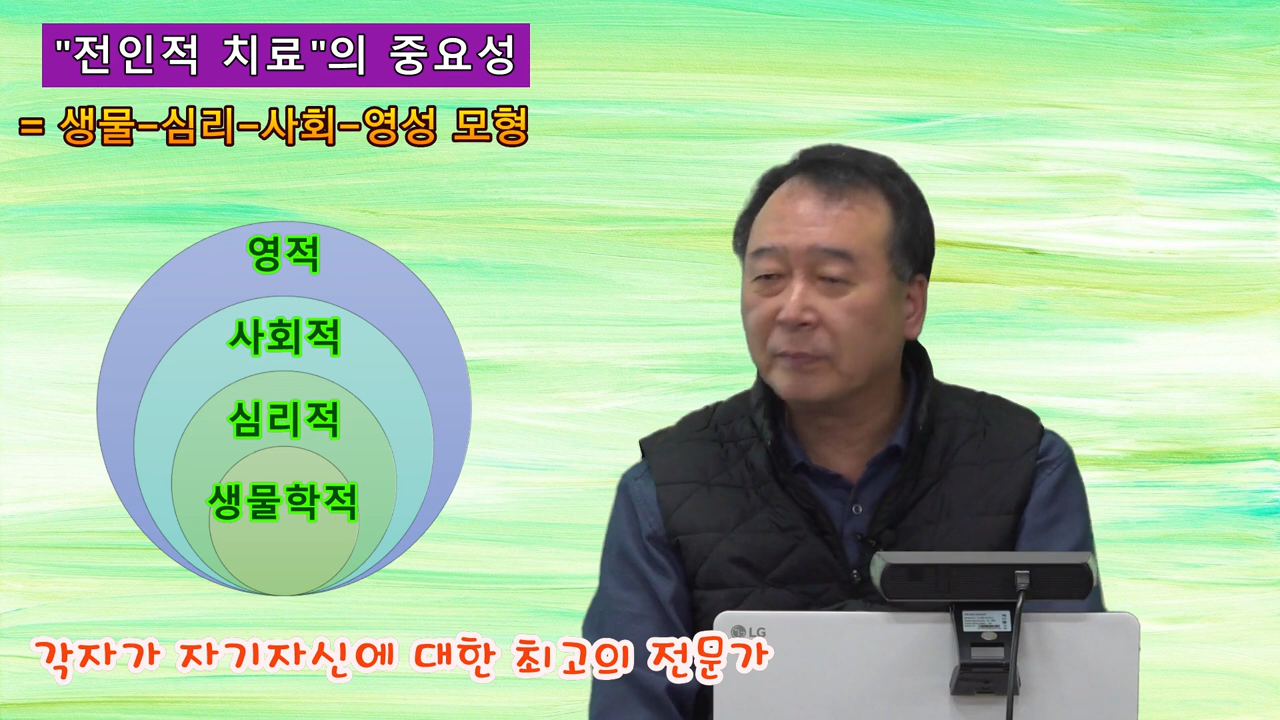 "전인적 치료"의 중요성
= 생물-심리-사회-영성 모형
영적
사회적
심리적
생물학적
각자가 자기자신에 대한 최고의 전문가
LG